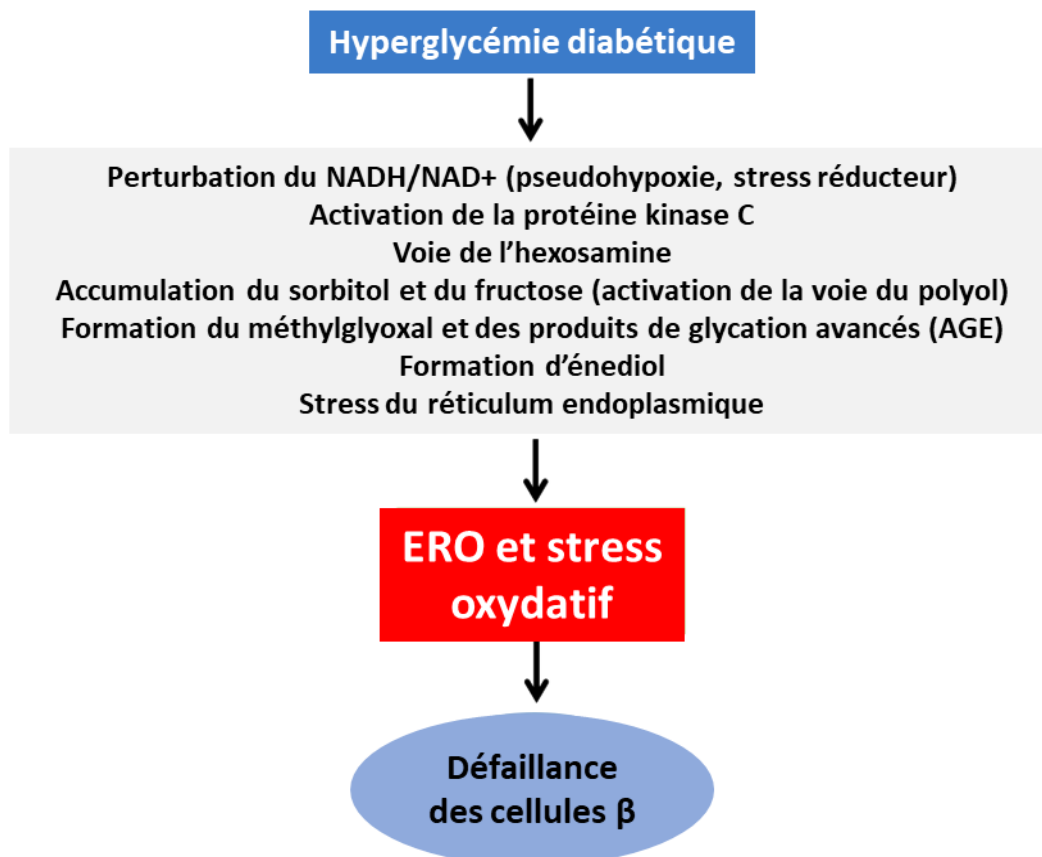 Hyperglycémie diabétique
Perturbation du NADH/NAD+ (pseudohypoxie, stress réducteur)
Activation de la protéine kinase C
Voie de l’hexosamine
Accumulation du sorbitol et du fructose (activation de la voie du polyol)
Formation du méthylglyoxal et des produits de glycation avancés (AGE)
Formation d’énediol
Stress du réticulum endoplasmique
ERO et stress
oxydatif
Défaillance
des cellules β